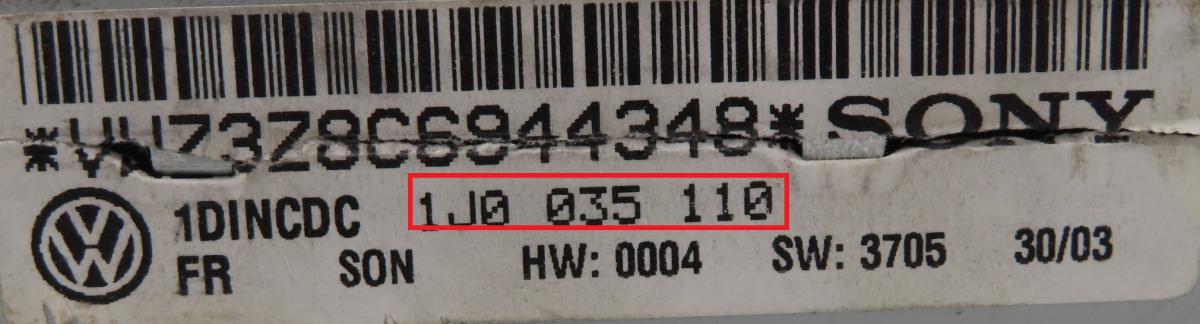 *VWZ3Z8C6944348* SONY
1DINCDC 1J0 035 110
FR SON HW: 0004 SW: 3705 30/03